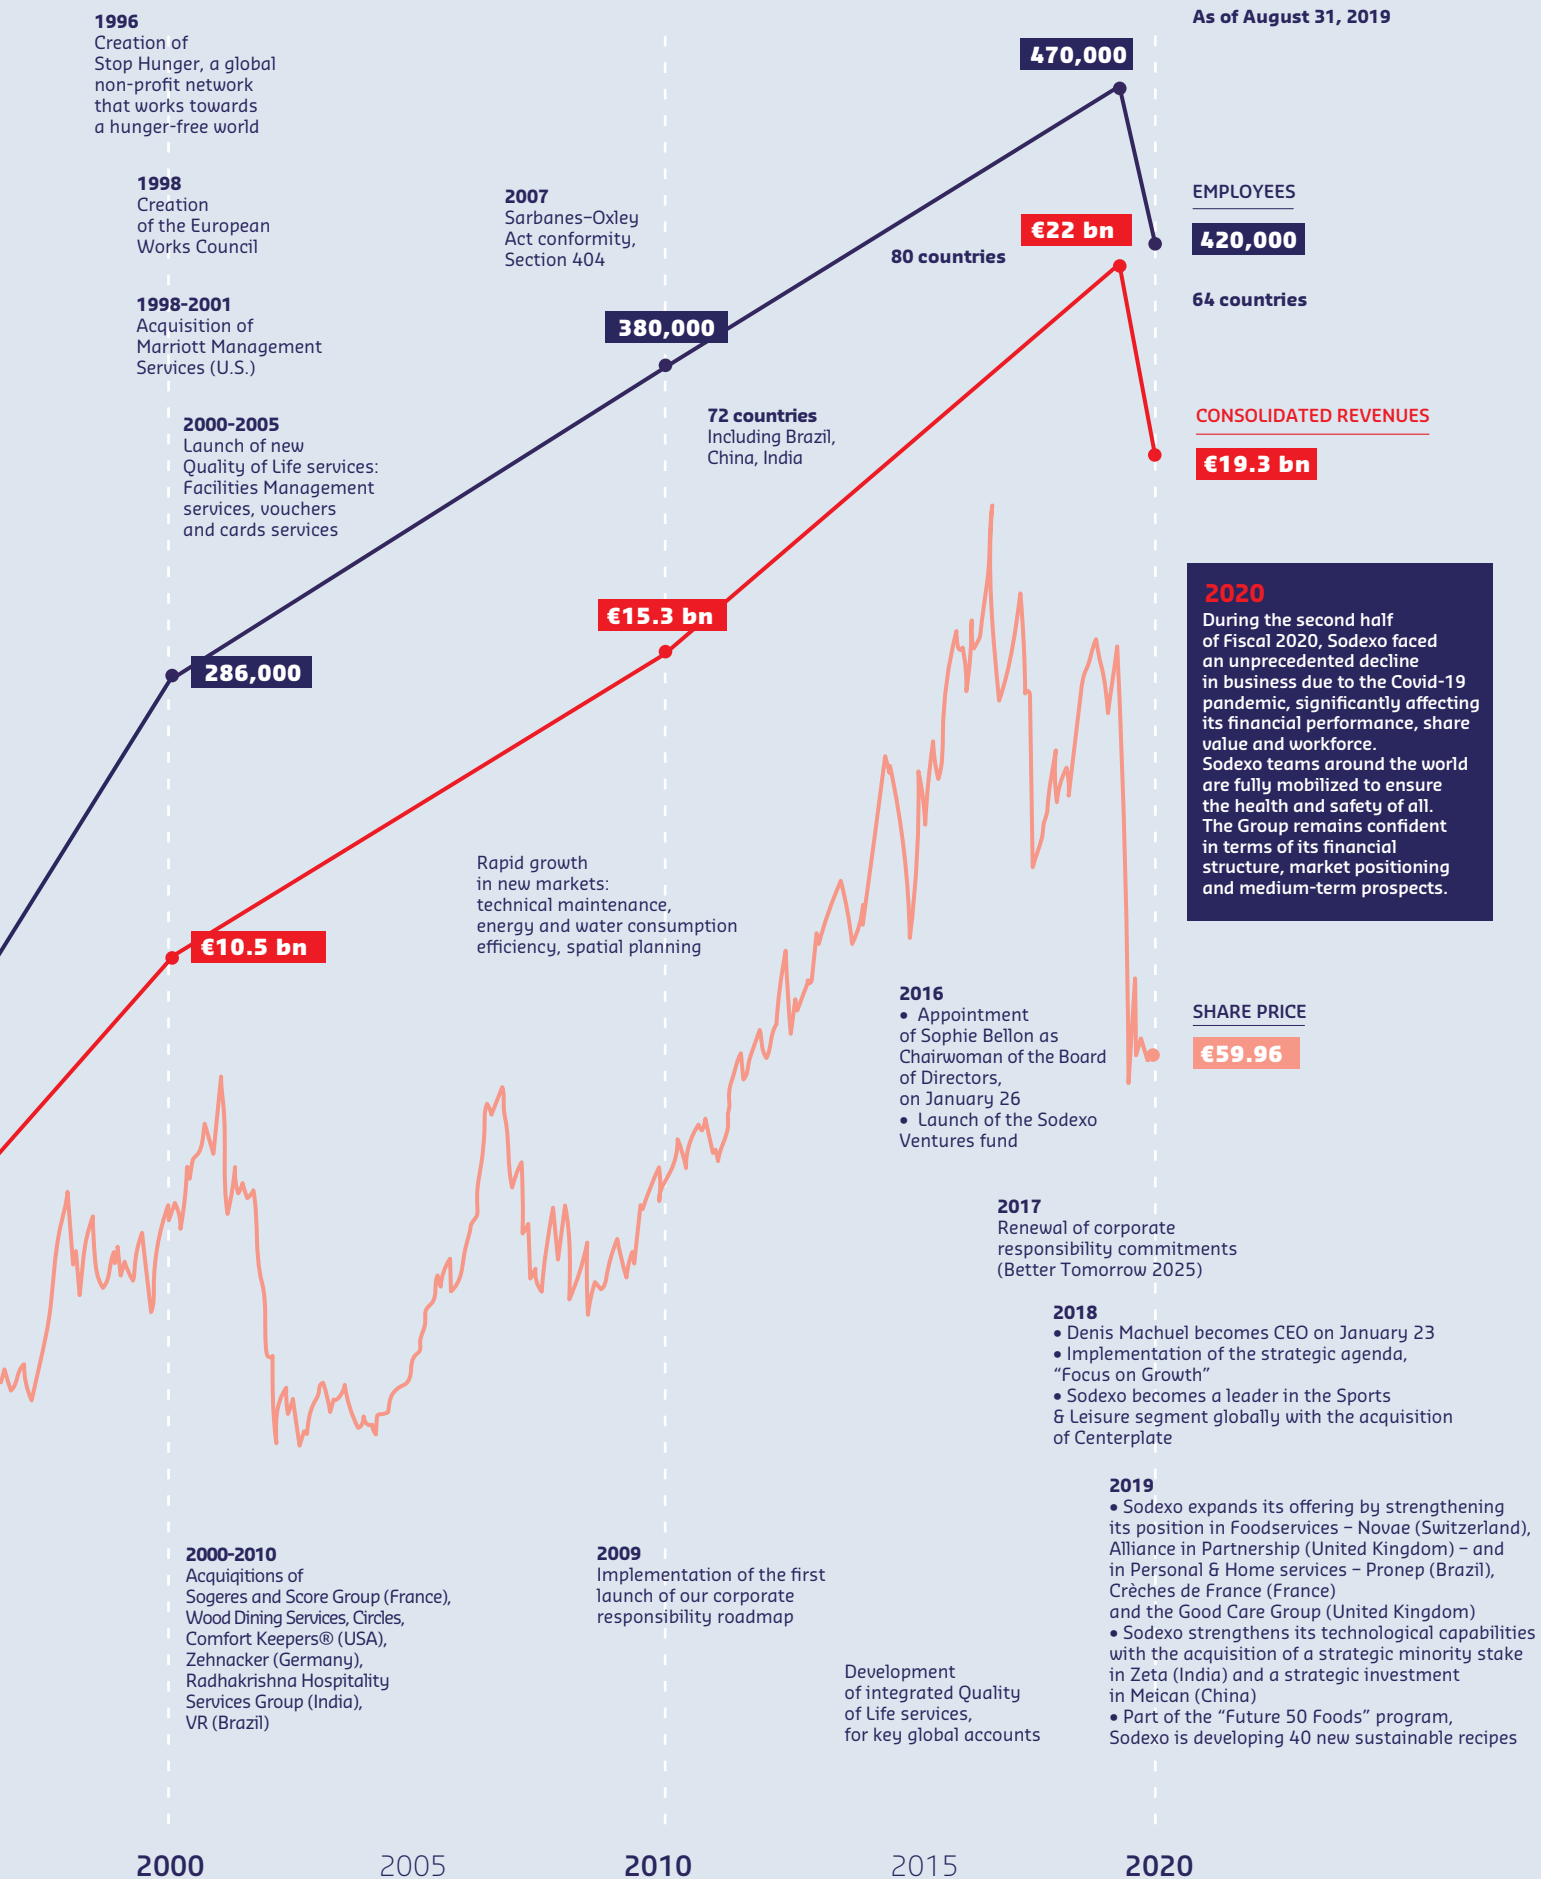 1996
Creation of
Stop Hunger, a global
non-profit network
that works towards
a hunger-free world
As of August 31, 2019
470,000
1998
Creation
of the European
Works Council
2007
Sarbanes–Oxley
Act conformity,
Section 404
EMPLOYEES
420,000
€22 bn
80 countries
64 countries
1998-2001
Acquisition of
Marriott Management
Services (U.S.)
380,000
2000-2005
Launch of new
Quality of Life services:
Facilities Management
services, vouchers
and cards services
72 countries
Including Brazil,
China, India
CONSOLIDATED REVENUES
€19.3 bn
€15.3 bn
286,000
2020
During the second half
of Fiscal 2020, Sodexo faced
an unprecedented decline
in business due to the Covid-19
pandemic, significantly affecting
its financial performance, share
value and workforce.
Sodexo teams around the world
are fully mobilized to ensure
the health and safety of all.
The Group remains confident
in terms of its financial
structure, market positioning
and medium-term prospects.
€10.5 bn
Rapid growth
in new markets:
technical maintenance,
energy and water consumption
efficiency, spatial planning
2016
• Appointment
of Sophie Bellon as
Chairwoman of the Board
of Directors,
on January 26
• Launch of the Sodexo
Ventures fund
SHARE PRICE
€59.96
2017
Renewal of corporate
responsibility commitments
(Better Tomorrow 2025)
2018
• Denis Machuel becomes CEO on January 23
• Implementation of the strategic agenda,
“Focus on Growth”
• Sodexo becomes a leader in the Sports
& Leisure segment globally with the acquisition
of Centerplate
2019
• Sodexo expands its offering by strengthening
its position in Foodservices – Novae (Switzerland),
Alliance in Partnership (United Kingdom) – and
in Personal & Home services – Pronep (Brazil),
Crèches de France (France)
and the Good Care Group (United Kingdom)
• Sodexo strengthens its technological capabilities
with the acquisition of a strategic minority stake
in Zeta (India) and a strategic investment
in Meican (China)
• Part of the “Future 50 Foods” program,
Sodexo is developing 40 new sustainable recipes
2000-2010
Acquiqitions of
Sogeres and Score Group (France),
Wood Dining Services, Circles,
Comfort Keepers® (USA),
Zehnacker (Germany),
Radhakrishna Hospitality
Services Group (India),
VR (Brazil)
2009
Implementation of the first
launch of our corporate
responsibility roadmap
Development
of integrated Quality
of Life services,
for key global accounts
2000
2005
2010
2015
2020